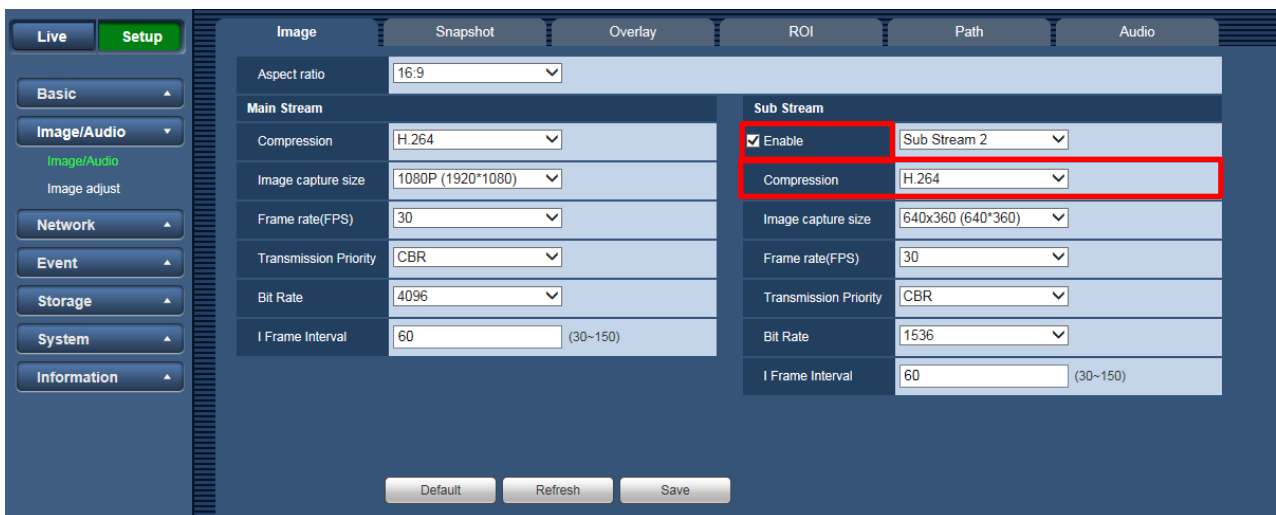 Live Setup
Image Snapshot Overlay ROI Path Audio
Basic
Image/Audio
Image/Audio
Image adjust
Network
Event
Storage
System
Information
Aspect ratio 16:9
Main Stream
Compression H.264
Image capture size 1080P (1920*1080)
Frame rate(FPS) 30
Transmission Priority CBR
Bit Rate 4096
I Frame Interval 60 (30~150)
Sub Stream
Enable Sub Stream 2
Compression H.264
Image capture size 640x360 (640*360)
Frame rate(FPS) 30
Transmission Priority CBR
Bit Rate 1536
I Frame Interval 60 (30~150)
Default Refresh Save